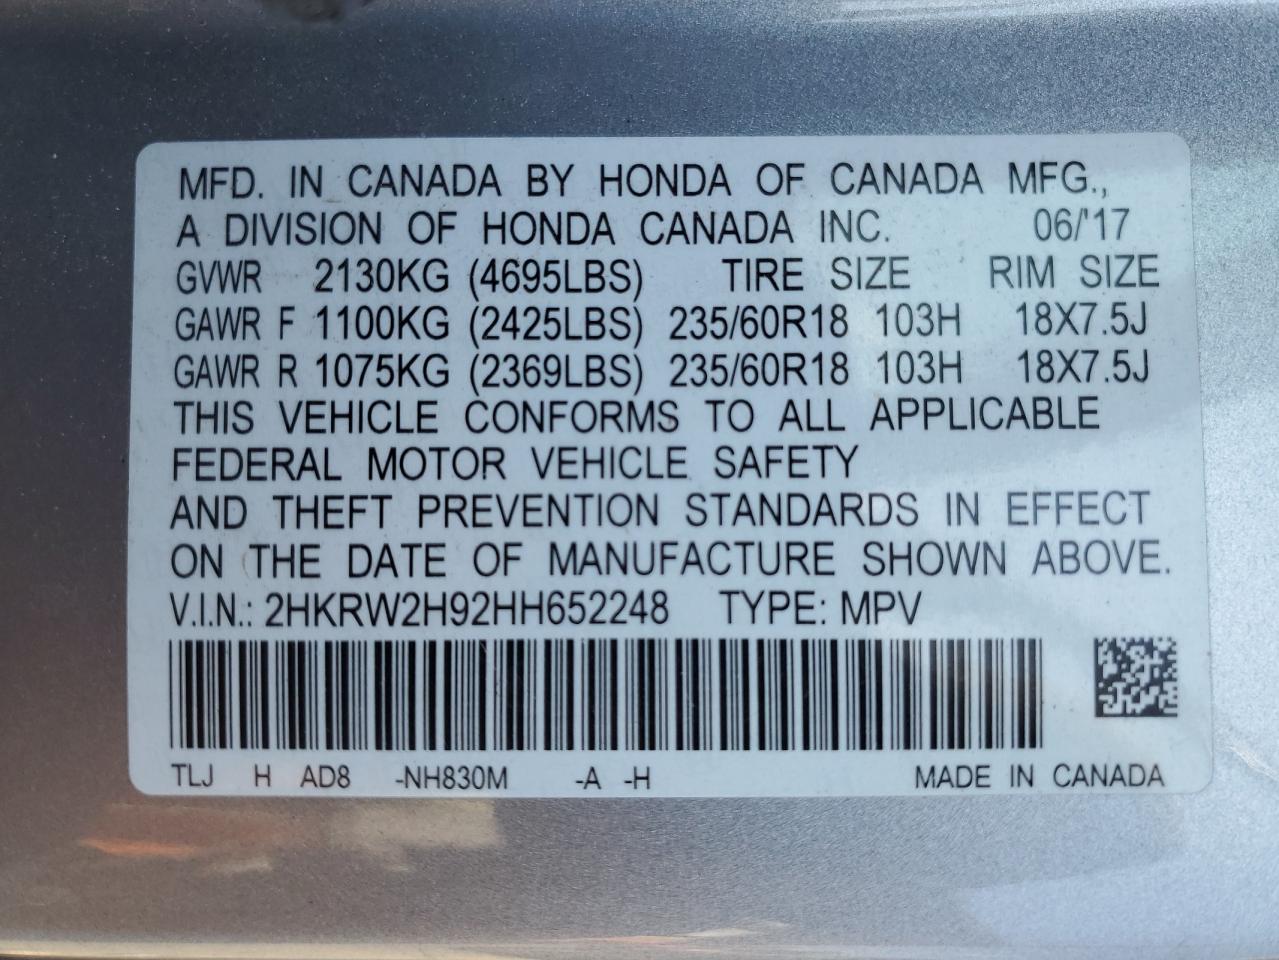 MFD. IN CANADA BY HONDA OF CANADA MFG.,
A DIVISION OF HONDA CANADA INC. 06/'17
GVWR 2130KG (4695LBS) TIRE SIZE RIM SIZE
GAWR F 1100KG (2425LBS) 235/60R18 103H 18X7.5J
GAWR R 1075KG (2369LBS) 235/60R18 103H 18X7.5J
THIS VEHICLE CONFORMS TO ALL APPLICABLE
FEDERAL MOTOR VEHICLE SAFETY
AND THEFT PREVENTION STANDARDS IN EFFECT
ON THE DATE OF MANUFACTURE SHOWN ABOVE.
V.I.N.: 2HKRW2H92HH652248 TYPE: MPV
TLJ H AD8 -NH830M -A -H MADE IN CANADA